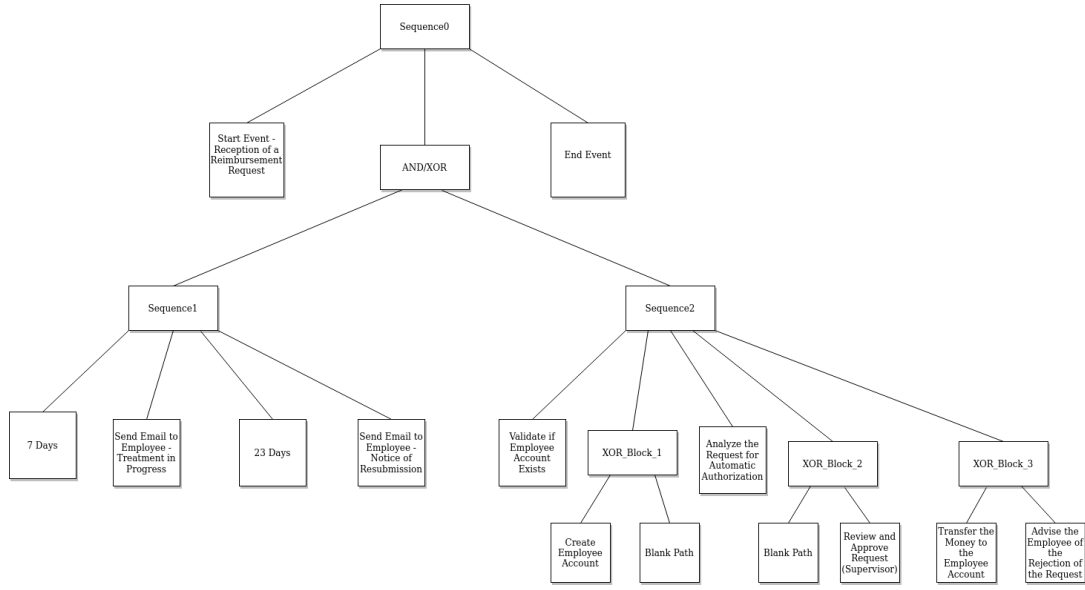 Sequence0
Start Event -
Reception of a
Reimbursement
Request
AND/XOR
End Event
Sequence1
Sequence2
7 Days
Send Email to
Employee -
Treatment in
Progress
23 Days
Send Email to
Employee -
Notice of
Resubmission
Validate if
Employee
Account
Exists
XOR_Block_1
Analyze the
Request for
Automatic
Authorization
XOR_Block_2
XOR_Block_3
Create
Employee
Account
Blank Path
Blank Path
Review and
Approve
Request
(Supervisor)
Transfer the
Money to
the
Employee
Account
Advise the
Employee of
the
Rejection of
the Request